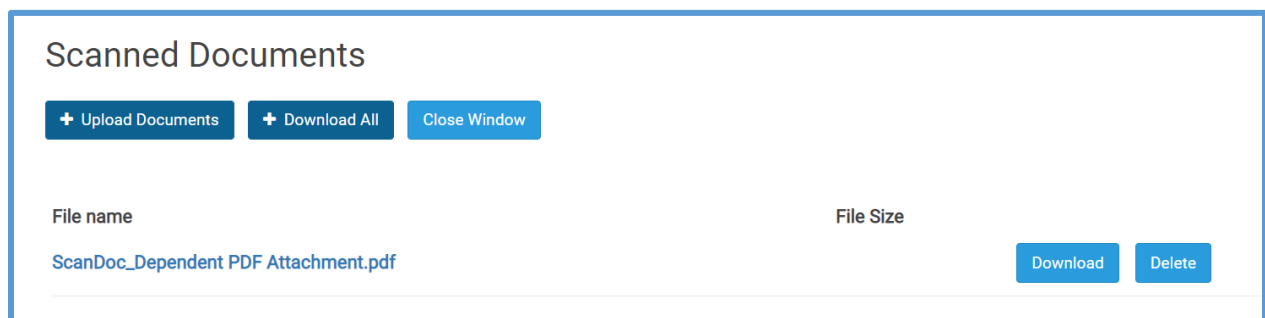 Scanned Documents
+ Upload Documents + Download All Close Window
File name File Size
ScanDoc_Dependent PDF Attachment.pdf Download Delete